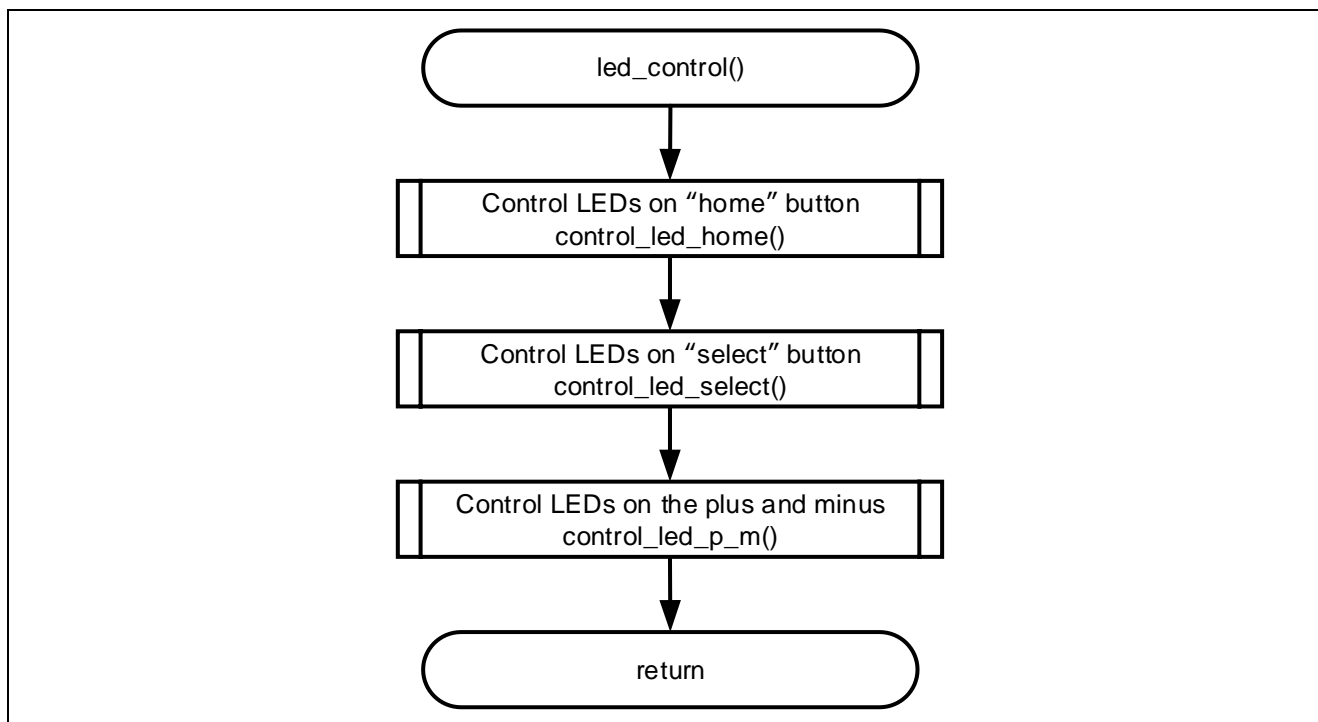 led_control()
Control LEDs on “home” button
control_led_home()
Control LEDs on “select” button
control_led_select()
Control LEDs on the plus and minus
control_led_p_m()
return